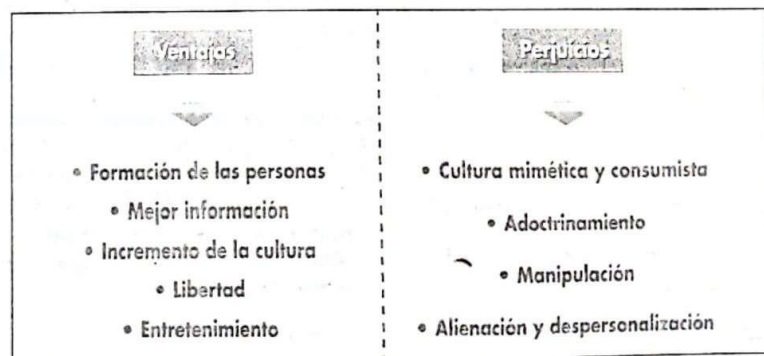 Ventajas
• Formación de las personas
• Mejor información
• Incremento de la cultura
• Libertad
• Entretenimiento
Perjuicios
• Cultura mimética y consumista
• Adoctrinamiento
• Manipulación
• Alienación y despersonalización